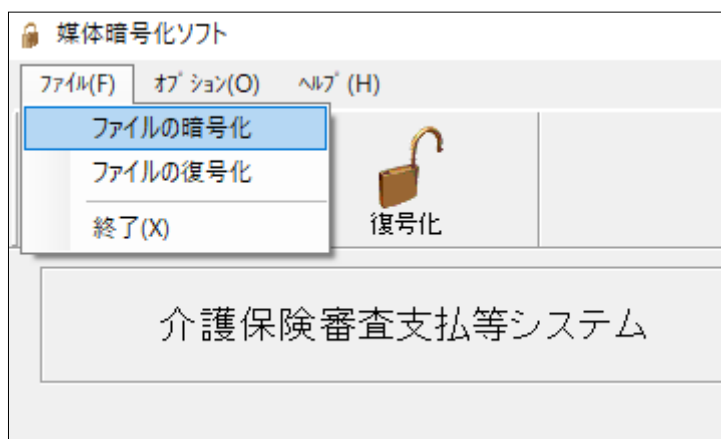 媒体暗号化ソフト
ﾌｧｲﾙ(F) ｵﾌﾟｼｮﾝ(O) ﾍﾙﾌﾟ(H)
ファイルの暗号化
ファイルの復号化
終了(X)
復号化
介護保険審査支払等システム